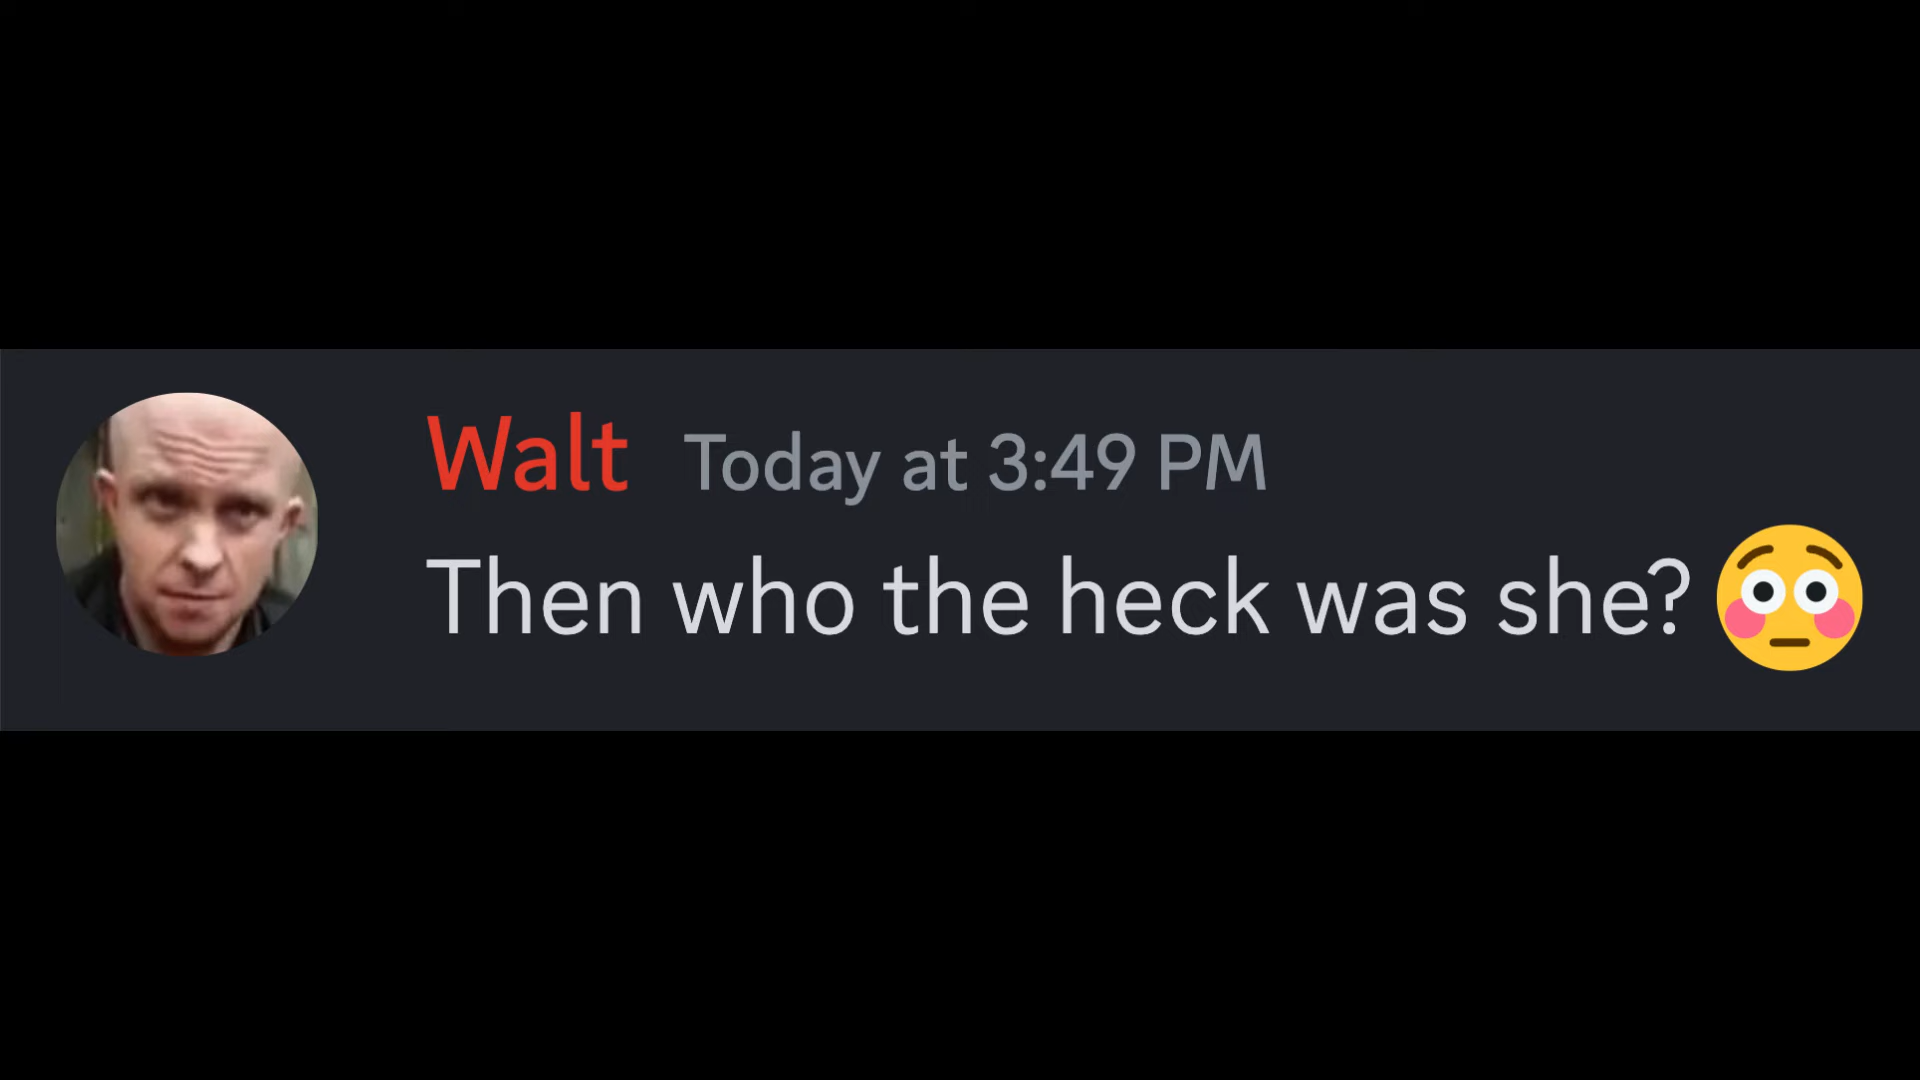 Walt Today at 3:49 PM
Then who the heck was she? 😳